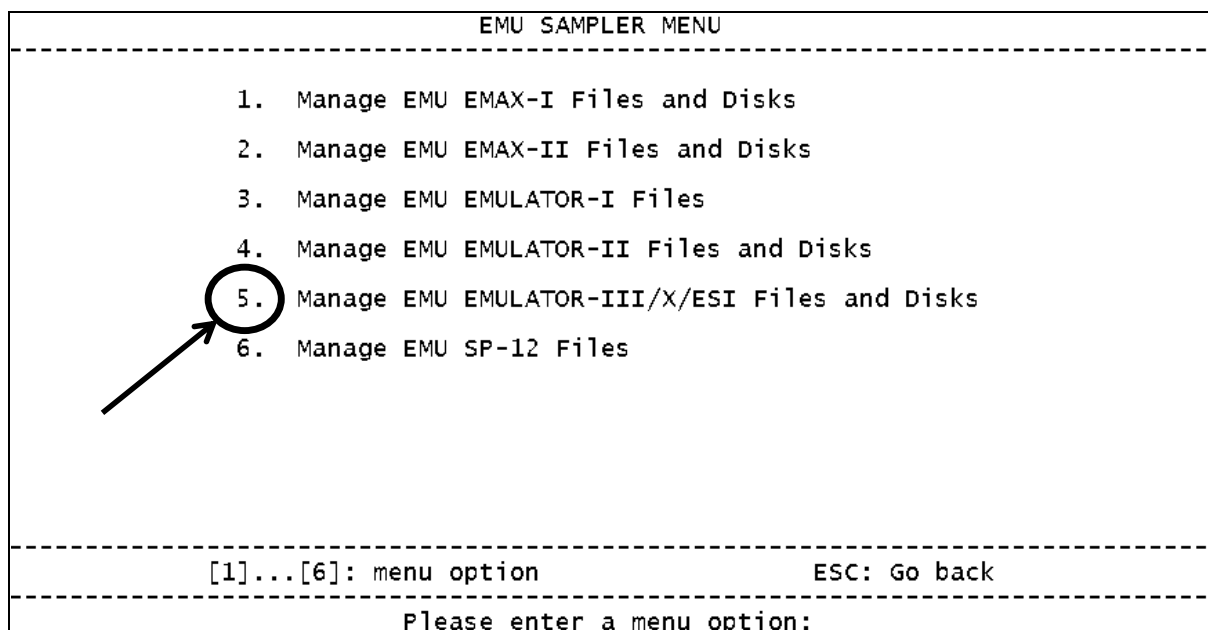 EMU SAMPLER MENU
1. Manage EMU EMAX-I Files and Disks
2. Manage EMU EMAX-II Files and Disks
3. Manage EMU EMULATOR-I Files
4. Manage EMU EMULATOR-II Files and Disks
5. Manage EMU EMULATOR-III/X/ESI Files and Disks
6. Manage EMU SP-12 Files
[1]...[6]: menu option ESC: Go back
Please enter a menu option: